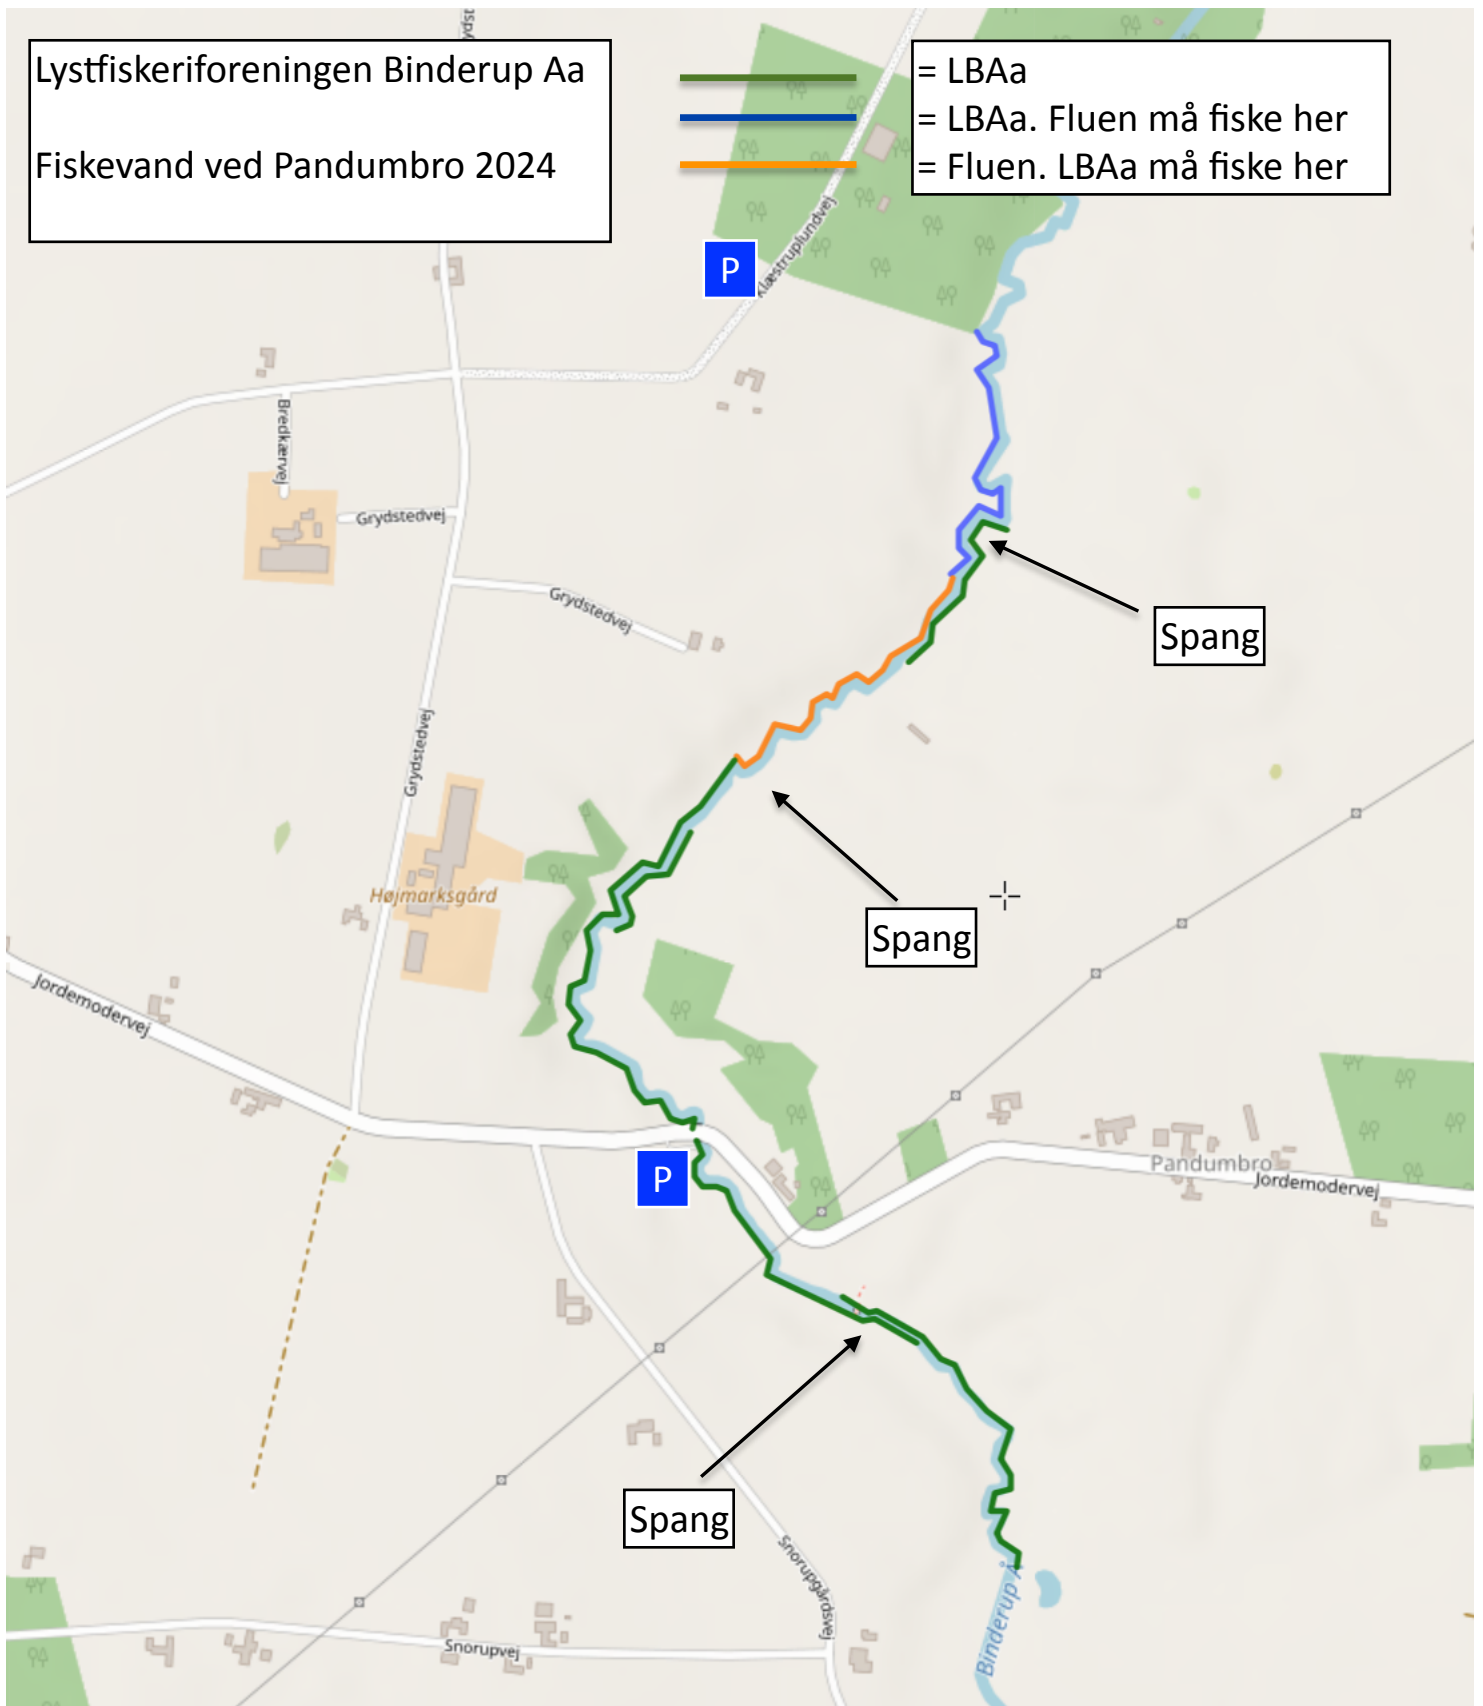 Lystfiskeriforeningen Binderup Aa
Fiskevand ved Pandumbro 2024
= LBAa
= LBAa. Fluen må fiske her
= Fluen. LBAa må fiske her
P
Klæstruplundvej
Bredkærvej
Grydstedvej
Grydstedvej
Spang
Grydstedvej
Højmarksgård
Spang
Jordemodervej
P
Pandumbro
Jordemodervej
Spang
Snorupgårdsvej
Binderup Å
Snorupvej